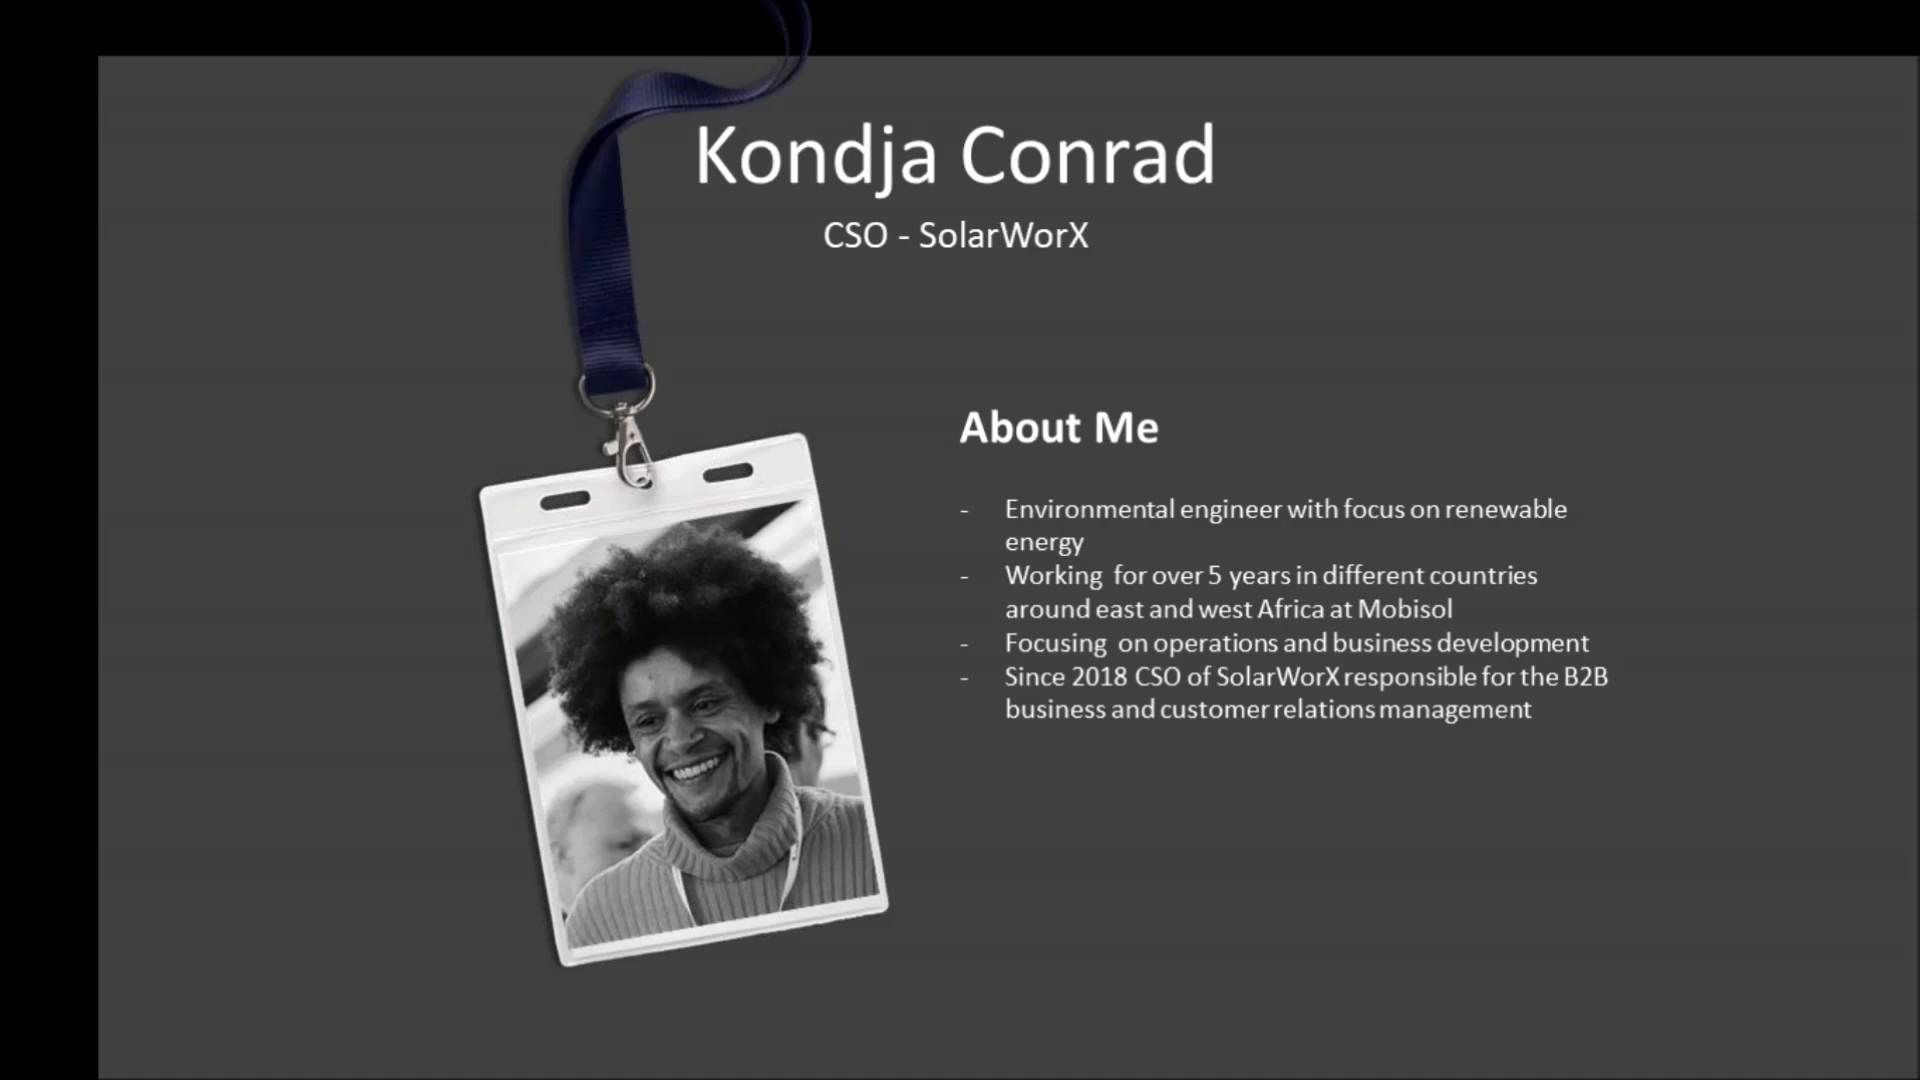 Kondja Conrad
CSO - SolarWorX
About Me
- Environmental engineer with focus on renewable
energy
- Working for over 5 years in different countries
around east and west Africa at Mobisol
- Focusing on operations and business development
- Since 2018 CSO of SolarWorX responsible for the B2B
business and customer relations management